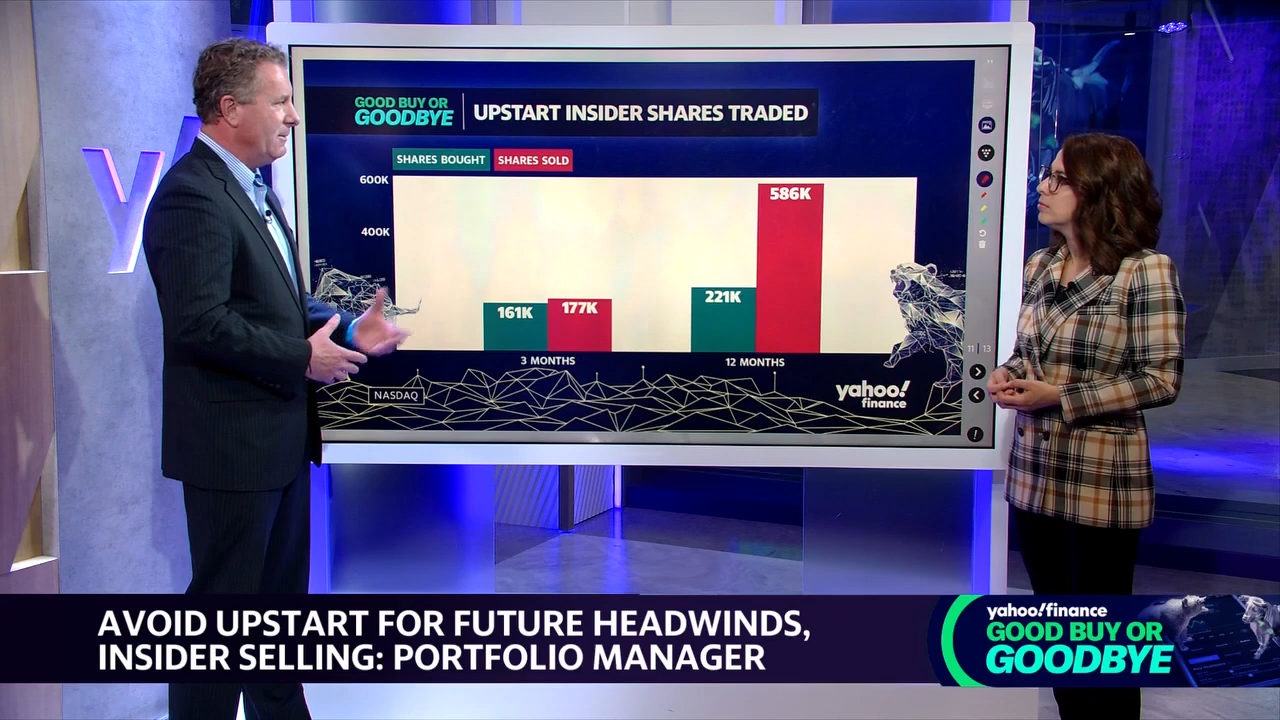 GOOD BUY OR
GOODBYE
UPSTART INSIDER SHARES TRADED
SHARES BOUGHT
SHARES SOLD
600K
400K
161K
177K
221K
586K
3 MONTHS
12 MONTHS
NASDAQ
yahoo!
finance
11 13
AVOID UPSTART FOR FUTURE HEADWINDS,
INSIDER SELLING: PORTFOLIO MANAGER
yahoo!finance
GOOD BUY OR
GOODBYE